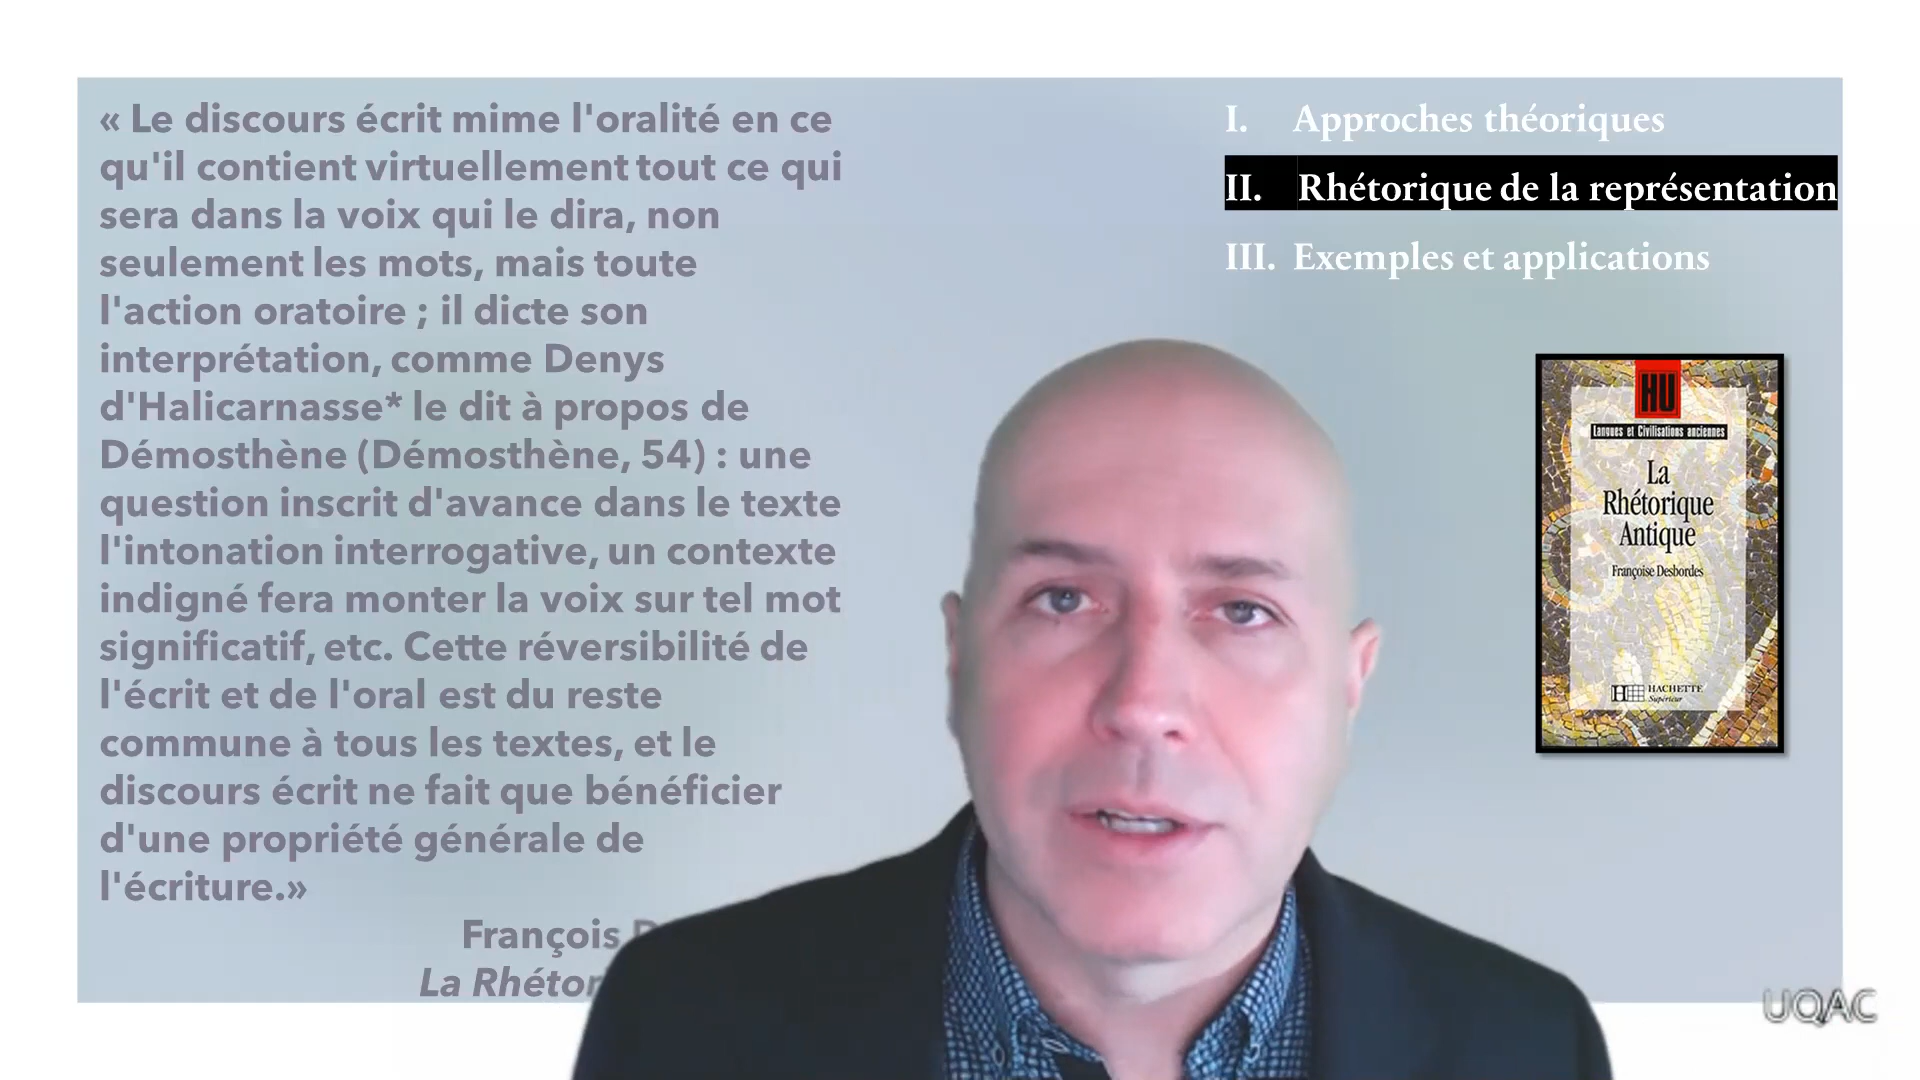 « Le discours écrit mime l'oralité en ce
qu'il contient virtuellement tout ce qui
sera dans la voix qui le dira, non
seulement les mots, mais toute
l'action oratoire ; il dicte son
interprétation, comme Denys
d'Halicarnasse* le dit à propos de
Démosthène (Démosthène, 54) : une
question inscrit d'avance dans le texte
l'intonation interrogative, un contexte
indigné fera monter la voix sur tel mot
significatif, etc. Cette réversibilité de
l'écrit et de l'oral est du reste
commune à tous les textes, et le
discours écrit ne fait que bénéficier
d'une propriété générale de
l'écriture.»
François
La
I. Approches théoriques
II. Rhétorique de la représentation
III. Exemples et applications
HU
Langues et Civilisations anciennes
La
Rhétorique
Antique
Françoise Desbordes
HACHETTE
Supérieur
UQAC